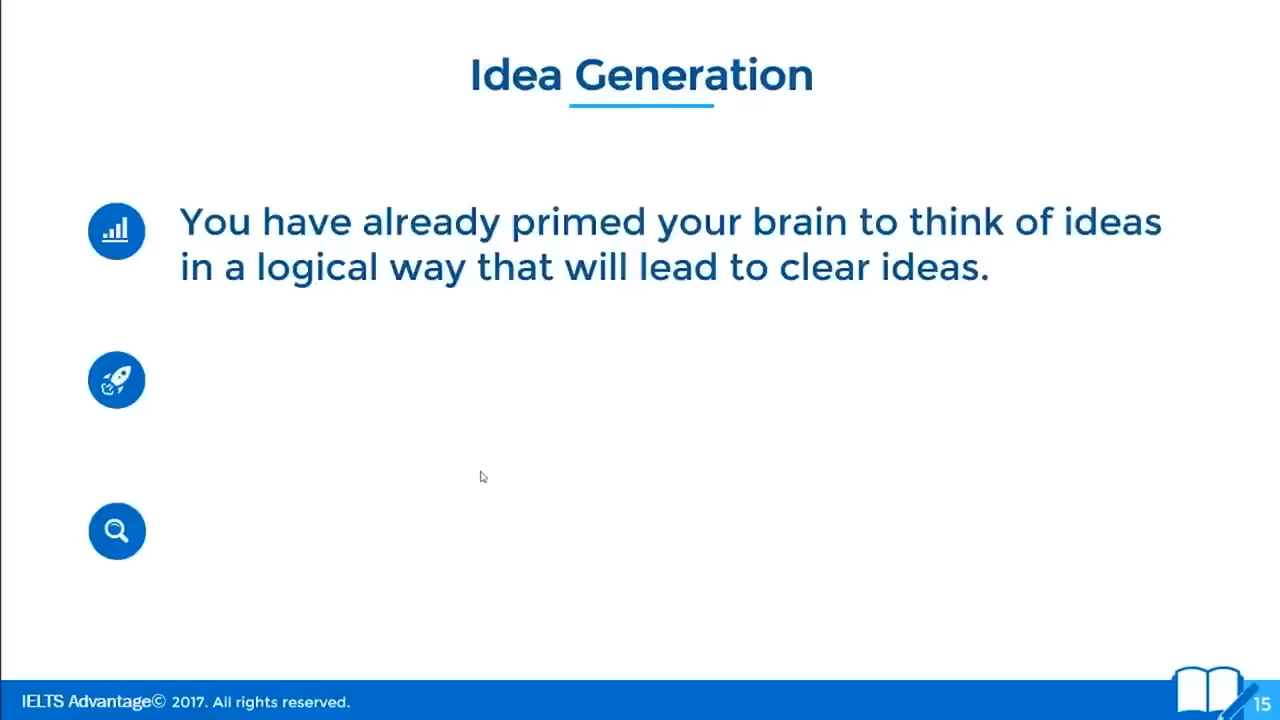 Idea Generation
You have already primed your brain to think of ideas
in a logical way that will lead to clear ideas.
IELTS Advantage© 2017. All rights reserved.
15